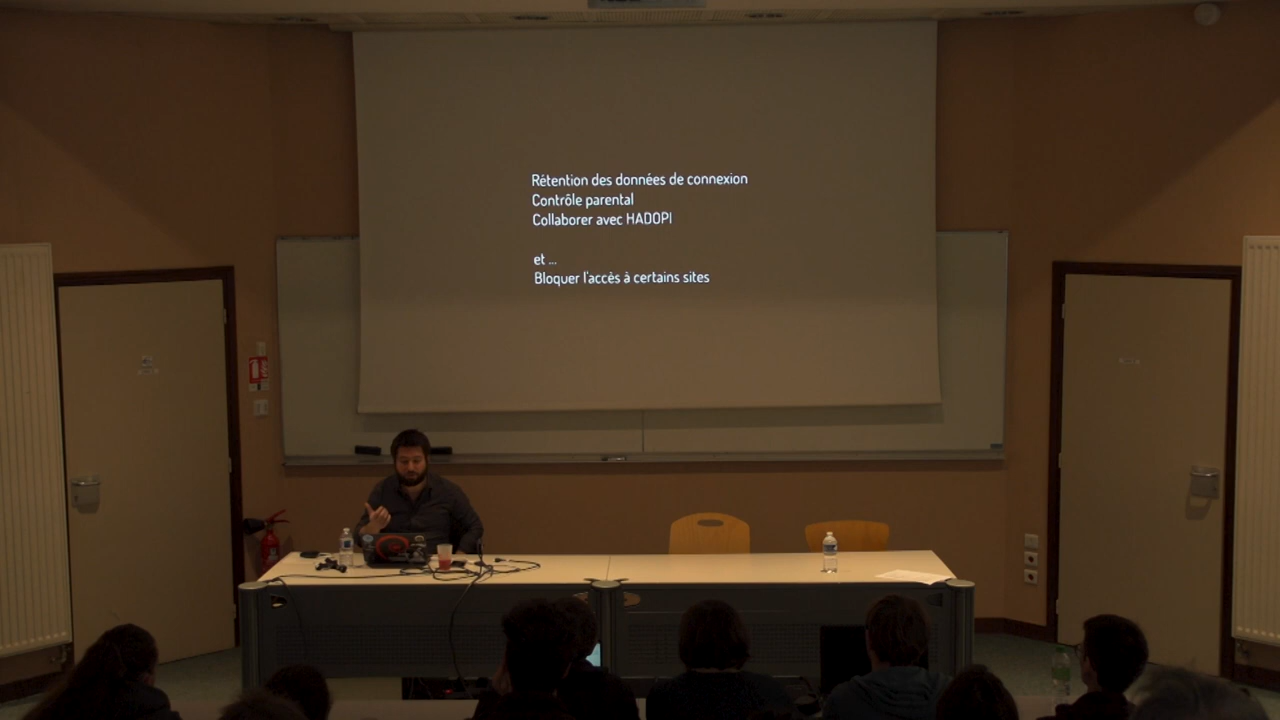 Rétention des données de connexion
Contrôle parental
Collaborer avec HADOPI
et ...
Bloquer l'accès à certains sites